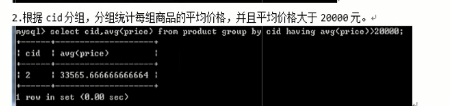 2.根据 cid 分组，分组统计每组商品的平均价格，并且平均价格大于 20000 元。
mysql> select cid,avg(price) from product group by cid having avg(price)>20000;
+------+-------------------+
| cid  | avg(price)        |
+------+-------------------+
| 2    | 33565.666666666664 |
+------+-------------------+
1 row in set (0.00 sec)